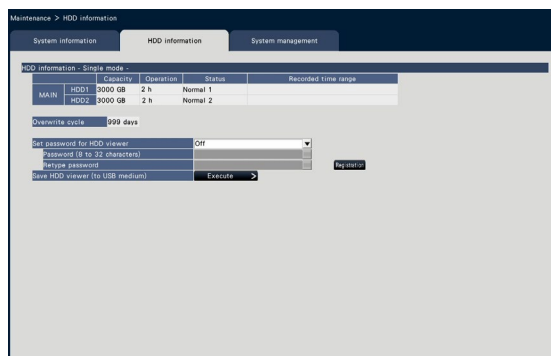 Maintenance > HDD information
System information HDD information System management
HDD information - Single mode -
Capacity Operation Status Recorded time range
MAIN HDD1 3000 GB 2 h Normal 1
HDD2 3000 GB 2 h Normal 2
Overwrite cycle 999 days
Set password for HDD viewer Off
Password (8 to 32 characters)
Retype password Registration
Save HDD viewer (to USB medium) Execute >